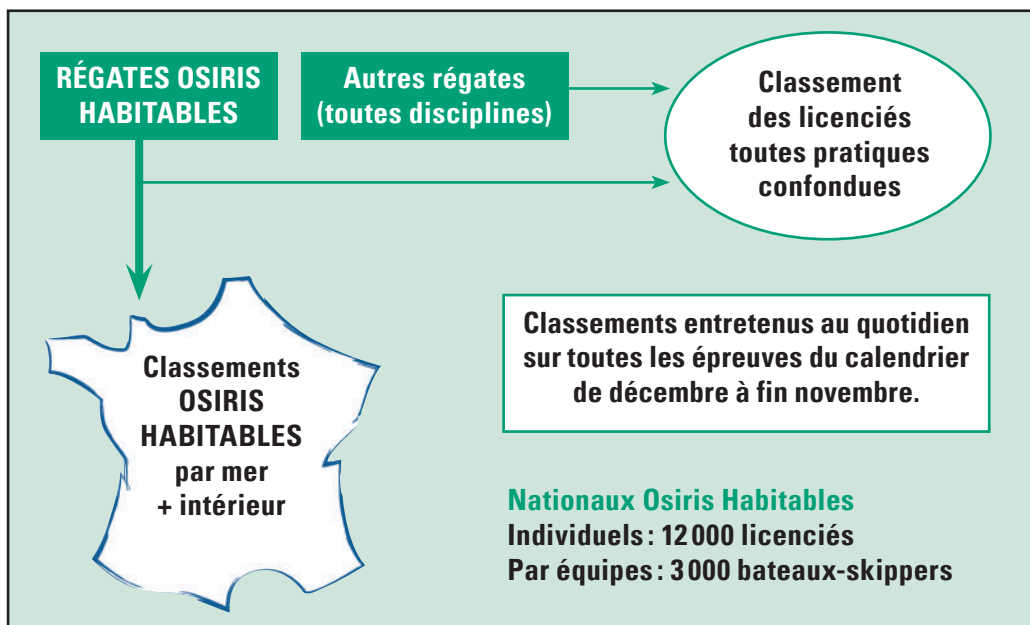 RÉGATES OSIRIS
HABITABLES
Autres régates
(toutes disciplines)
Classement
des licenciés
toutes pratiques
confondues
Classements
OSIRIS
HABITABLES
par mer
+ intérieur
Classements entretenus au quotidien
sur toutes les épreuves du calendrier
de décembre à fin novembre.
Nationaux Osiris Habitables
Individuels : 12 000 licenciés
Par équipes : 3 000 bateaux-skippers